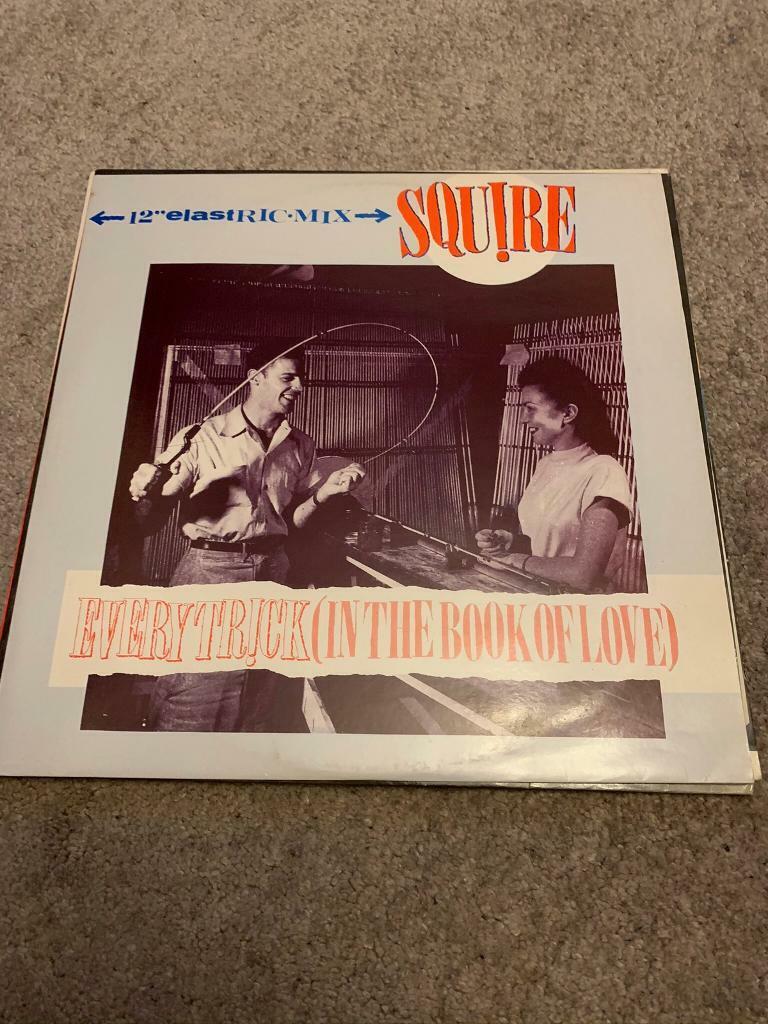 ←12"elastRIC·MIX→
SQU!RE
EVERY TR!CK (IN THE BOOK OF LOVE)